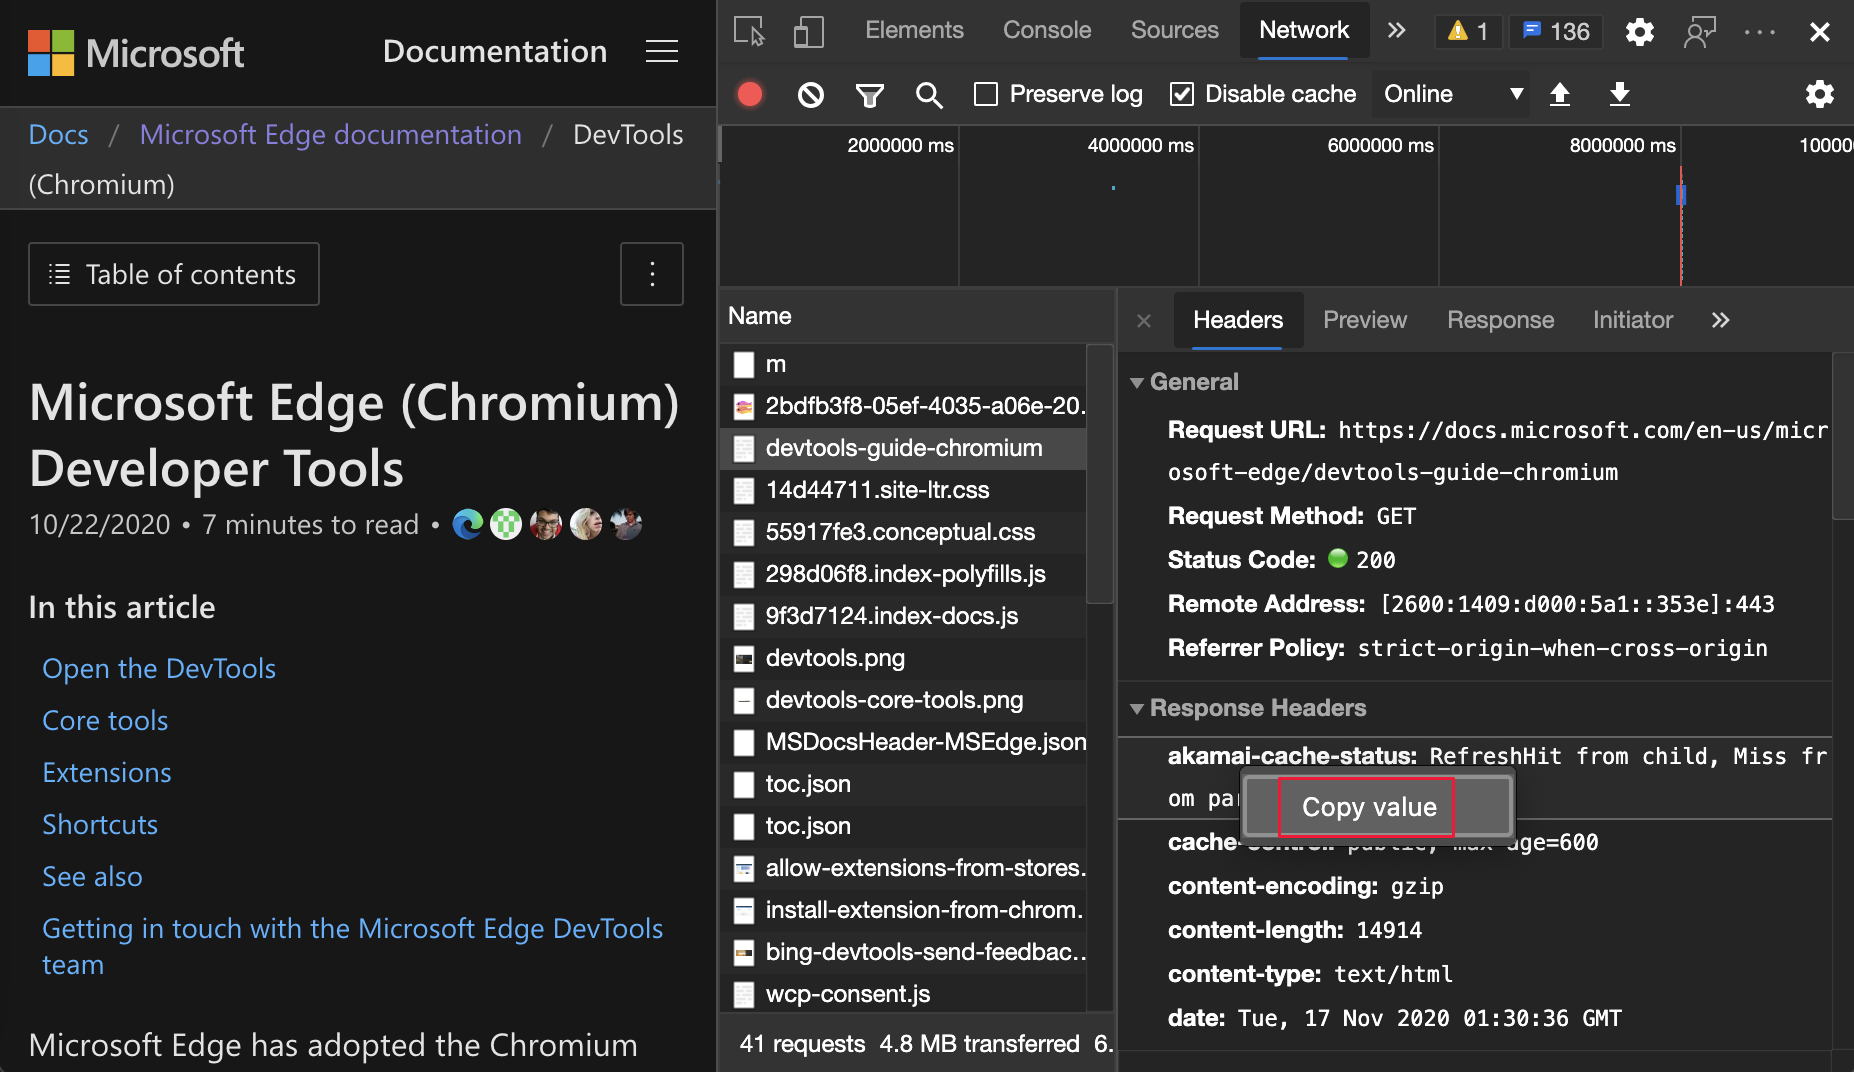 Microsoft
Documentation
Docs / Microsoft Edge documentation / DevTools
(Chromium)
Table of contents
Microsoft Edge (Chromium)
Developer Tools
10/22/2020 • 7 minutes to read •
In this article
Open the DevTools
Core tools
Extensions
Shortcuts
See also
Getting in touch with the Microsoft Edge DevTools
team
Microsoft Edge has adopted the Chromium
Elements Console Sources Network 1 136
Preserve log Disable cache Online
2000000 ms 4000000 ms 6000000 ms 8000000 ms 10000
Name
m
2bdfb3f8-05ef-4035-a06e-20.
devtools-guide-chromium
14d44711.site-ltr.css
55917fe3.conceptual.css
298d06f8.index-polyfills.js
9f3d7124.index-docs.js
devtools.png
devtools-core-tools.png
MSDocsHeader-MSEdge.json
toc.json
toc.json
allow-extensions-from-stores.
install-extension-from-chrom.
bing-devtools-send-feedbac..
wcp-consent.js
41 requests 4.8 MB transferred 6.
Headers Preview Response Initiator
General
Request URL: https://docs.microsoft.com/en-us/micr
osoft-edge/devtools-guide-chromium
Request Method: GET
Status Code: 200
Remote Address: [2600:1409:d000:5a1::353e]:443
Referrer Policy: strict-origin-when-cross-origin
Response Headers
akamai-cache-status: RefreshHit from child, Miss fr
om par
Copy value
cache-control: public, max-age=600
content-encoding: gzip
content-length: 14914
content-type: text/html
date: Tue, 17 Nov 2020 01:30:36 GMT